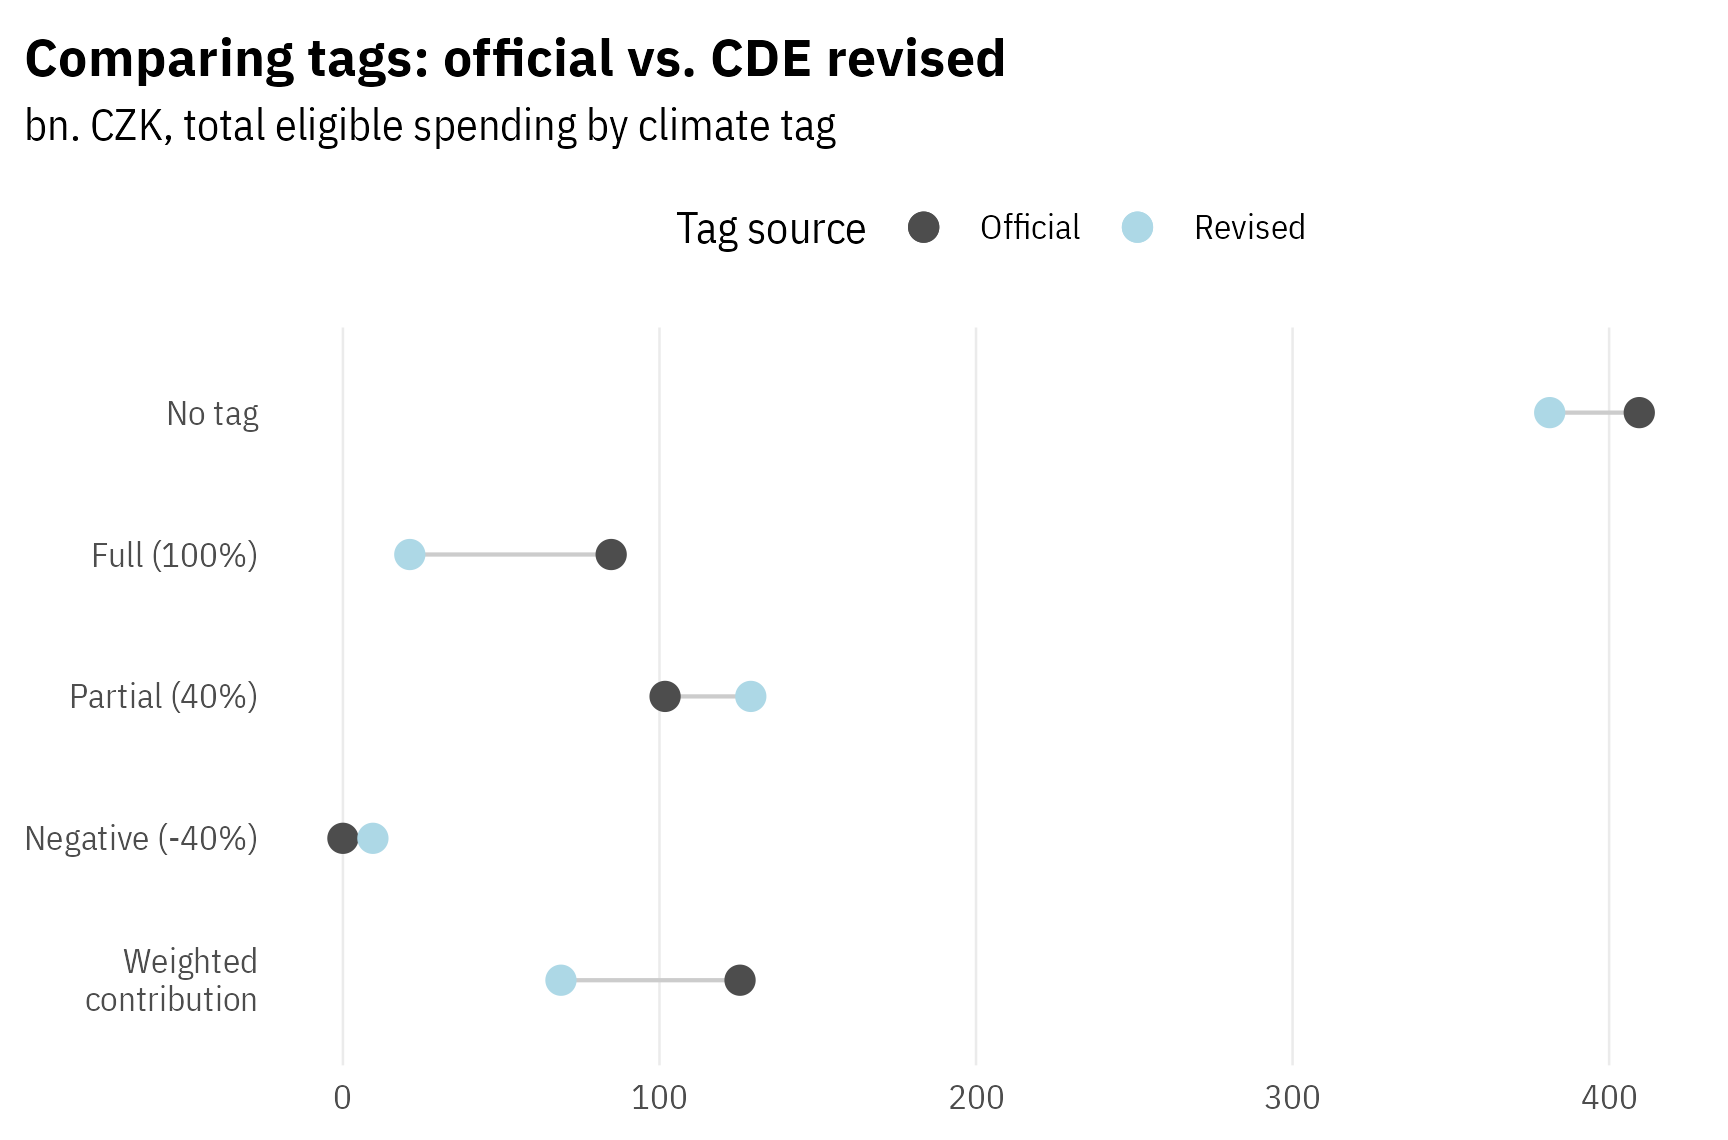 Comparing tags: official vs. CDE revised
bn. CZK, total eligible spending by climate tag
Tag source Official Revised
No tag
Full (100%)
Partial (40%)
Negative (-40%)
Weighted
contribution
0 100 200 300 400